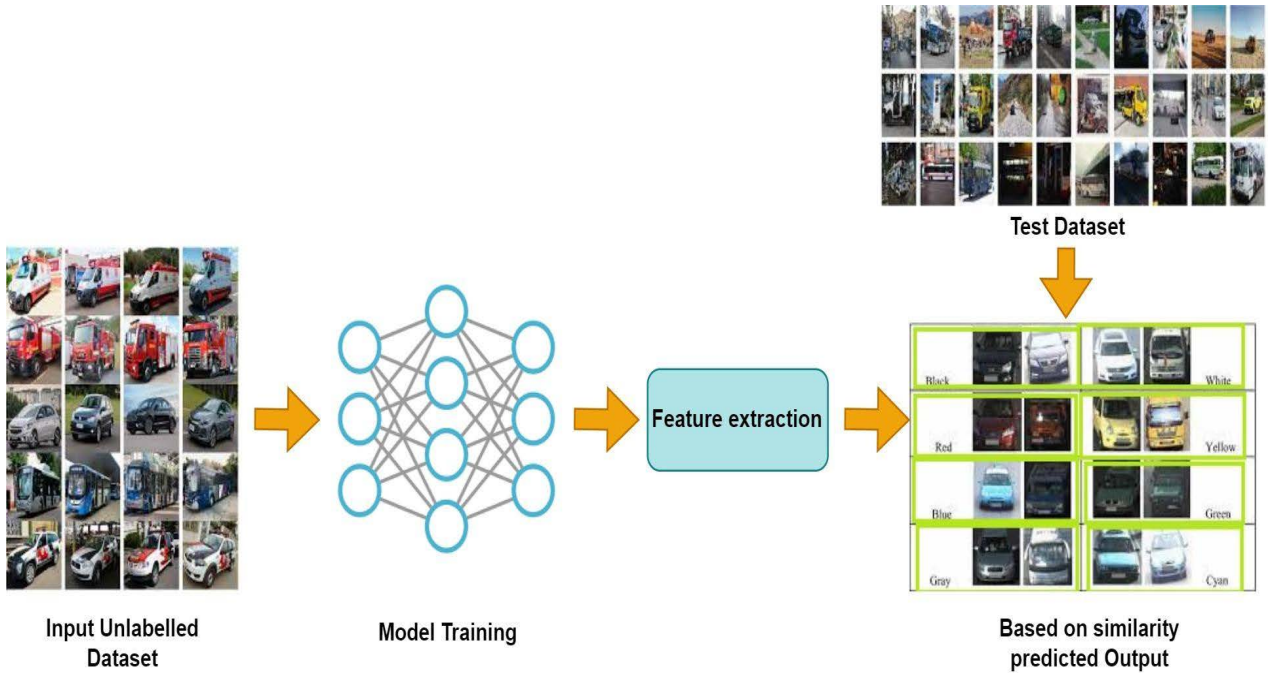 Test Dataset
Black
White
Red
Yellow
Feature extraction
Blue
Green
Gray
Cyan
Input Unlabelled
Dataset
Model Training
Based on similarity
predicted Output